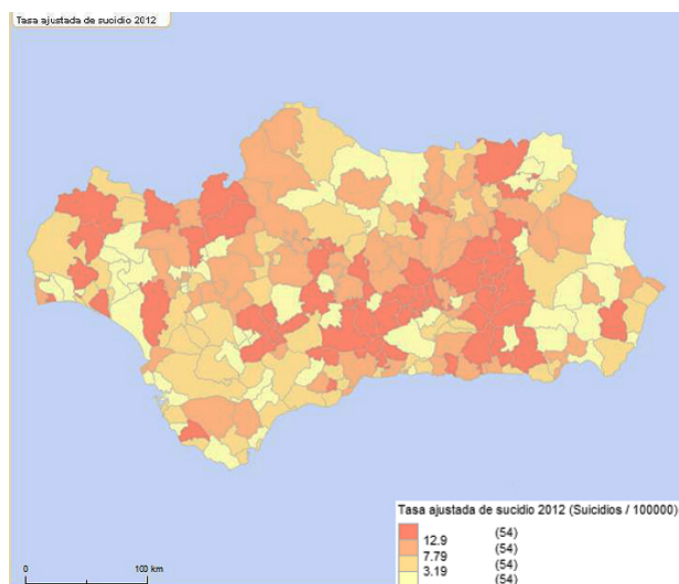 Tasa ajustada de sucidio 2012
Tasa ajustada de sucidio 2012 (Suicidios / 100000)
(54)
12.9
(54)
7.79
(54)
3.19
(54)
0 100 km